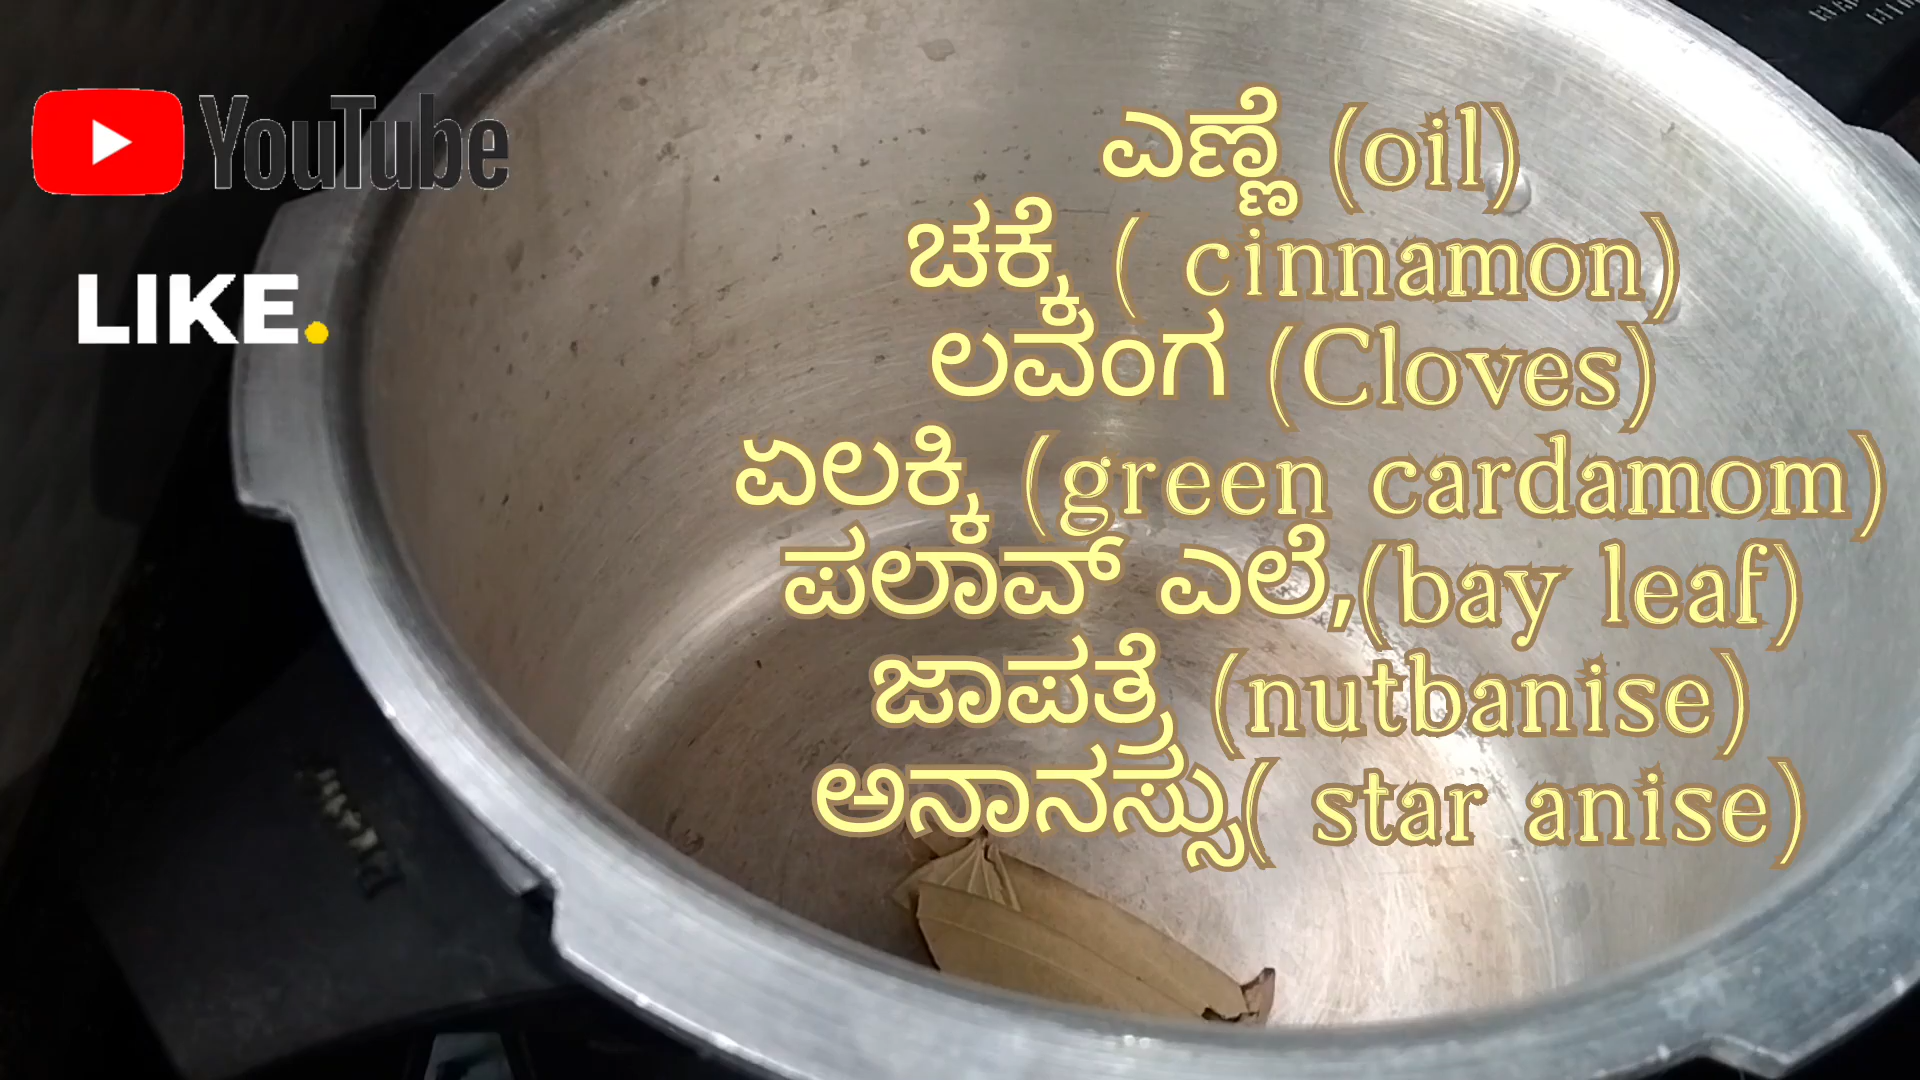 YouTube
LIKE.
ಎಣ್ಣೆ (oil)
ಚಕ್ಕೆ ( cinnamon)
ಲವಂಗ (Cloves)
ಏಲಕ್ಕಿ (green cardamom)
ಪಲಾವ್ ಎಲೆ,(bay leaf)
ಜಾಪತ್ರೆ (nutbanise)
ಅನಾನಸ್ಸು( star anise)